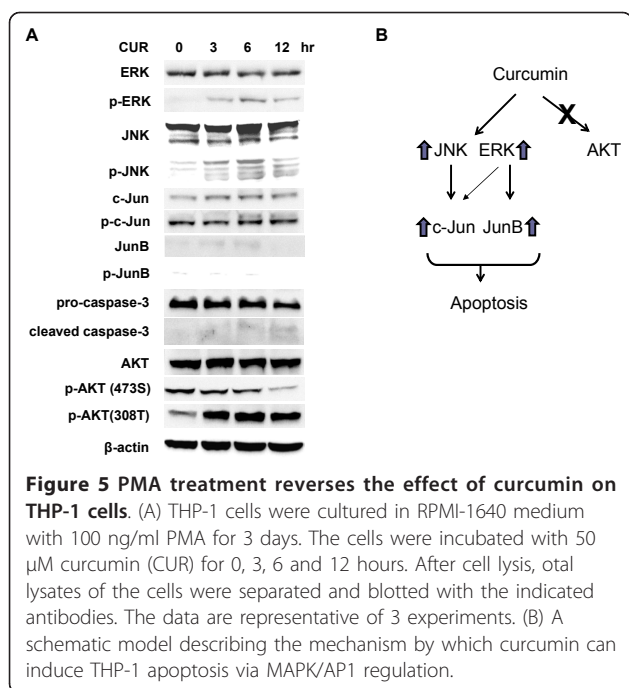 A
B
CUR 0 3 6 12 hr
ERK
p-ERK
JNK
p-JNK
c-Jun
p-c-Jun
JunB
p-JunB
pro-caspase-3
cleaved caspase-3
AKT
p-AKT (473S)
p-AKT(308T)
β-actin
Curcumin
X
JNK ERK AKT
c-Jun JunB
Apoptosis
Figure 5 PMA treatment reverses the effect of curcumin on
THP-1 cells. (A) THP-1 cells were cultured in RPMI-1640 medium
with 100 ng/ml PMA for 3 days. The cells were incubated with 50
μM curcumin (CUR) for 0, 3, 6 and 12 hours. After cell lysis, otal
lysates of the cells were separated and blotted with the indicated
antibodies. The data are representative of 3 experiments. (B) A
schematic model describing the mechanism by which curcumin can
induce THP-1 apoptosis via MAPK/AP1 regulation.